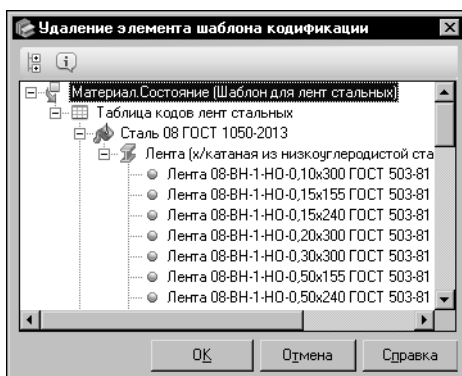 Удаление элемента шаблона кодификации
Материал.Состояние (Шаблон для лент стальных)
Таблица кодов лент стальных
Сталь 08 ГОСТ 1050-2013
Лента (х/катаная из низкоуглеродистой ста
Лента 08-ВН-1-НО-0,10х300 ГОСТ 503-81
Лента 08-ВН-1-НО-0,15х155 ГОСТ 503-81
Лента 08-ВН-1-НО-0,15х240 ГОСТ 503-81
Лента 08-ВН-1-НО-0,20х300 ГОСТ 503-81
Лента 08-ВН-1-НО-0,30х300 ГОСТ 503-81
Лента 08-ВН-1-НО-0,50х155 ГОСТ 503-81
Лента 08-ВН-1-НО-0,50х240 ГОСТ 503-81
OK Отмена Справка